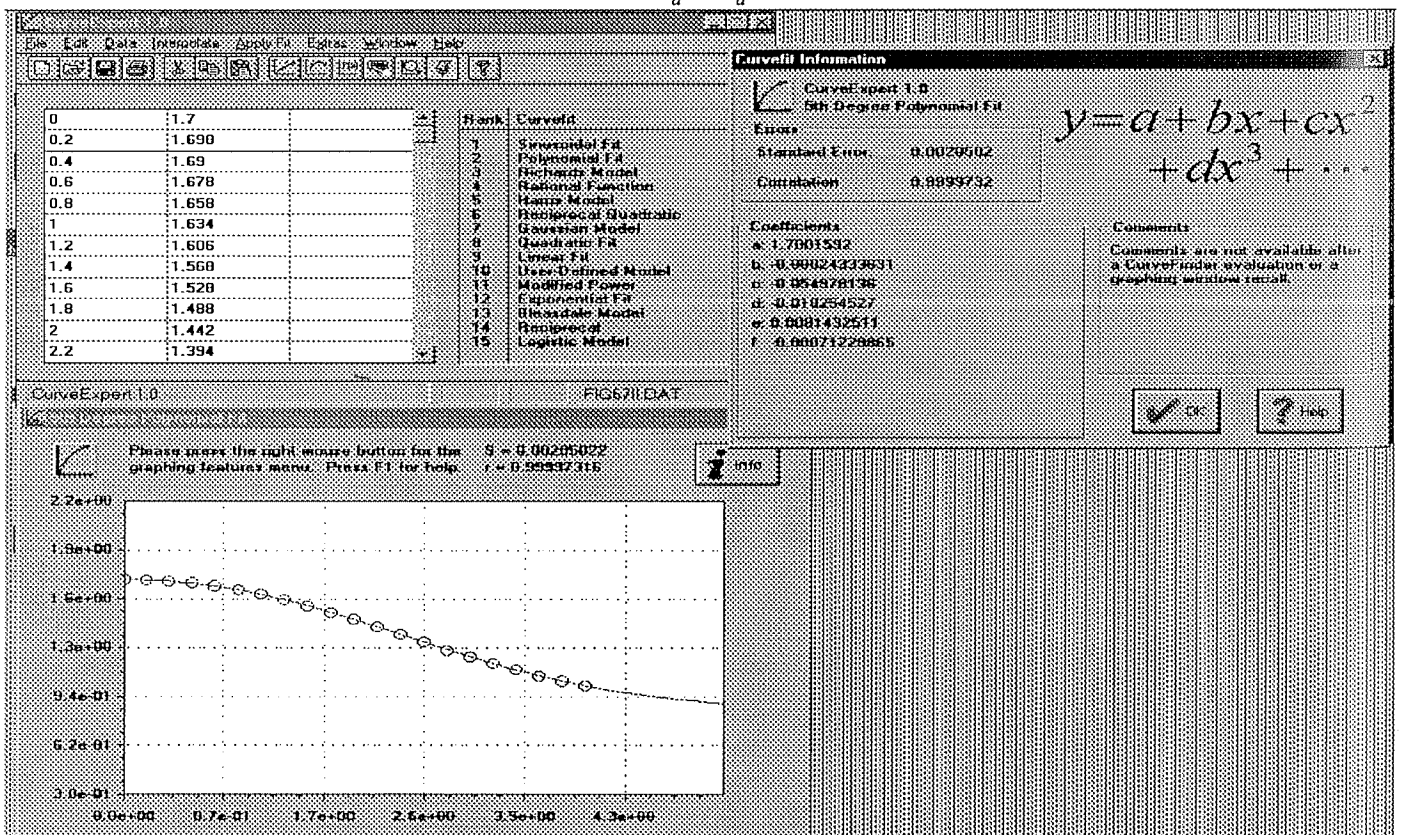 a a
File Edit Data Interpolate Apply Fit Extras Window Help
0 1.7
0.2 1.698
0.4 1.69
0.6 1.678
0.8 1.658
1 1.634
1.2 1.606
1.4 1.568
1.6 1.528
1.8 1.488
2 1.442
2.2 1.394
Rank Curvefit
1 Sinusoidal Fit
2 Polynomial Fit
3 Richards Model
4 Rational Function
5 Harris Model
6 Reciprocal Quadratic
7 Gaussian Model
8 Quadratic Fit
9 Linear Fit
10 User-Defined Model
11 Modified Power
12 Exponential Fit
13 Bleasdale Model
14 Reciprocal
15 Logistic Model
CurveExpert 1.0
Curvefit Information
CurveExpert 1.0
5th Degree Polynomial Fit
Errors
Standard Error 0.0020502
Correlation 0.9999732
y=a+bx+cx²
+dx³+...
Coefficients
a: 1.7001592
b: -0.00024333631
c: -0.054978136
d: -0.010254527
e: 0.0081432511
f: -0.00071228865
Comments
Comments are not available after
a CurveFinder evaluation or a
graphing window recall.
OK Help
Please press the right mouse button for the
graphing features menu. Press F1 for help.
S = 0.00205022
r = 0.99997316
info
2.2e+00
1.9e+00
1.6e+00
1.3e+00
9.4e-01
6.2e-01
3.0e-01
0.0e+00 8.7e-01 1.7e+00 2.6e+00 3.5e+00 4.3e+00